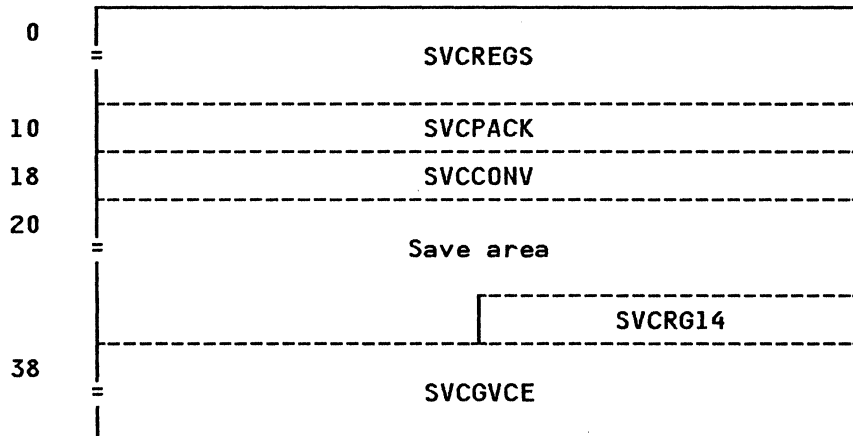 0
= SVCREGS
10 SVCPACK
18 SVCCONV
20
= Save area
SVCRG14
38
= SVCGVCE